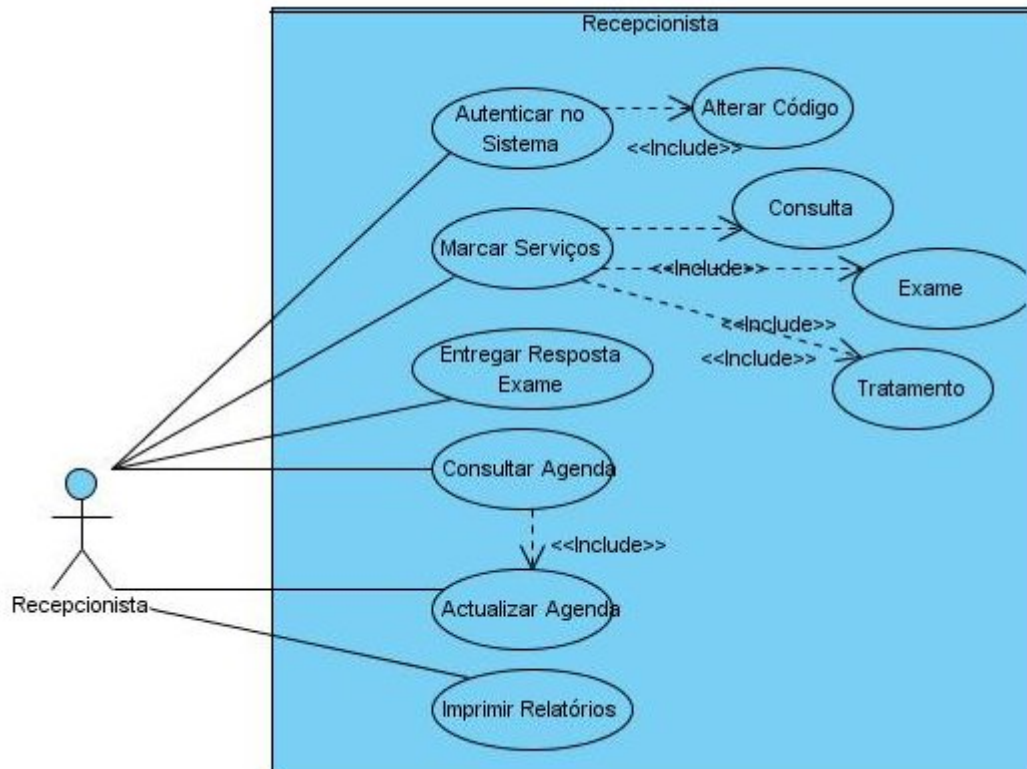 Recepcionista
Autenticar no
Sistema
Alterar Código
<<Include>>
Consulta
Marcar Serviços
<<Include>>
Exame
<<Include>>
<<Include>>
Tratamento
Entregar Resposta
Exame
Consultar Agenda
<<Include>>
Actualizar Agenda
Recepcionista
Imprimir Relatórios